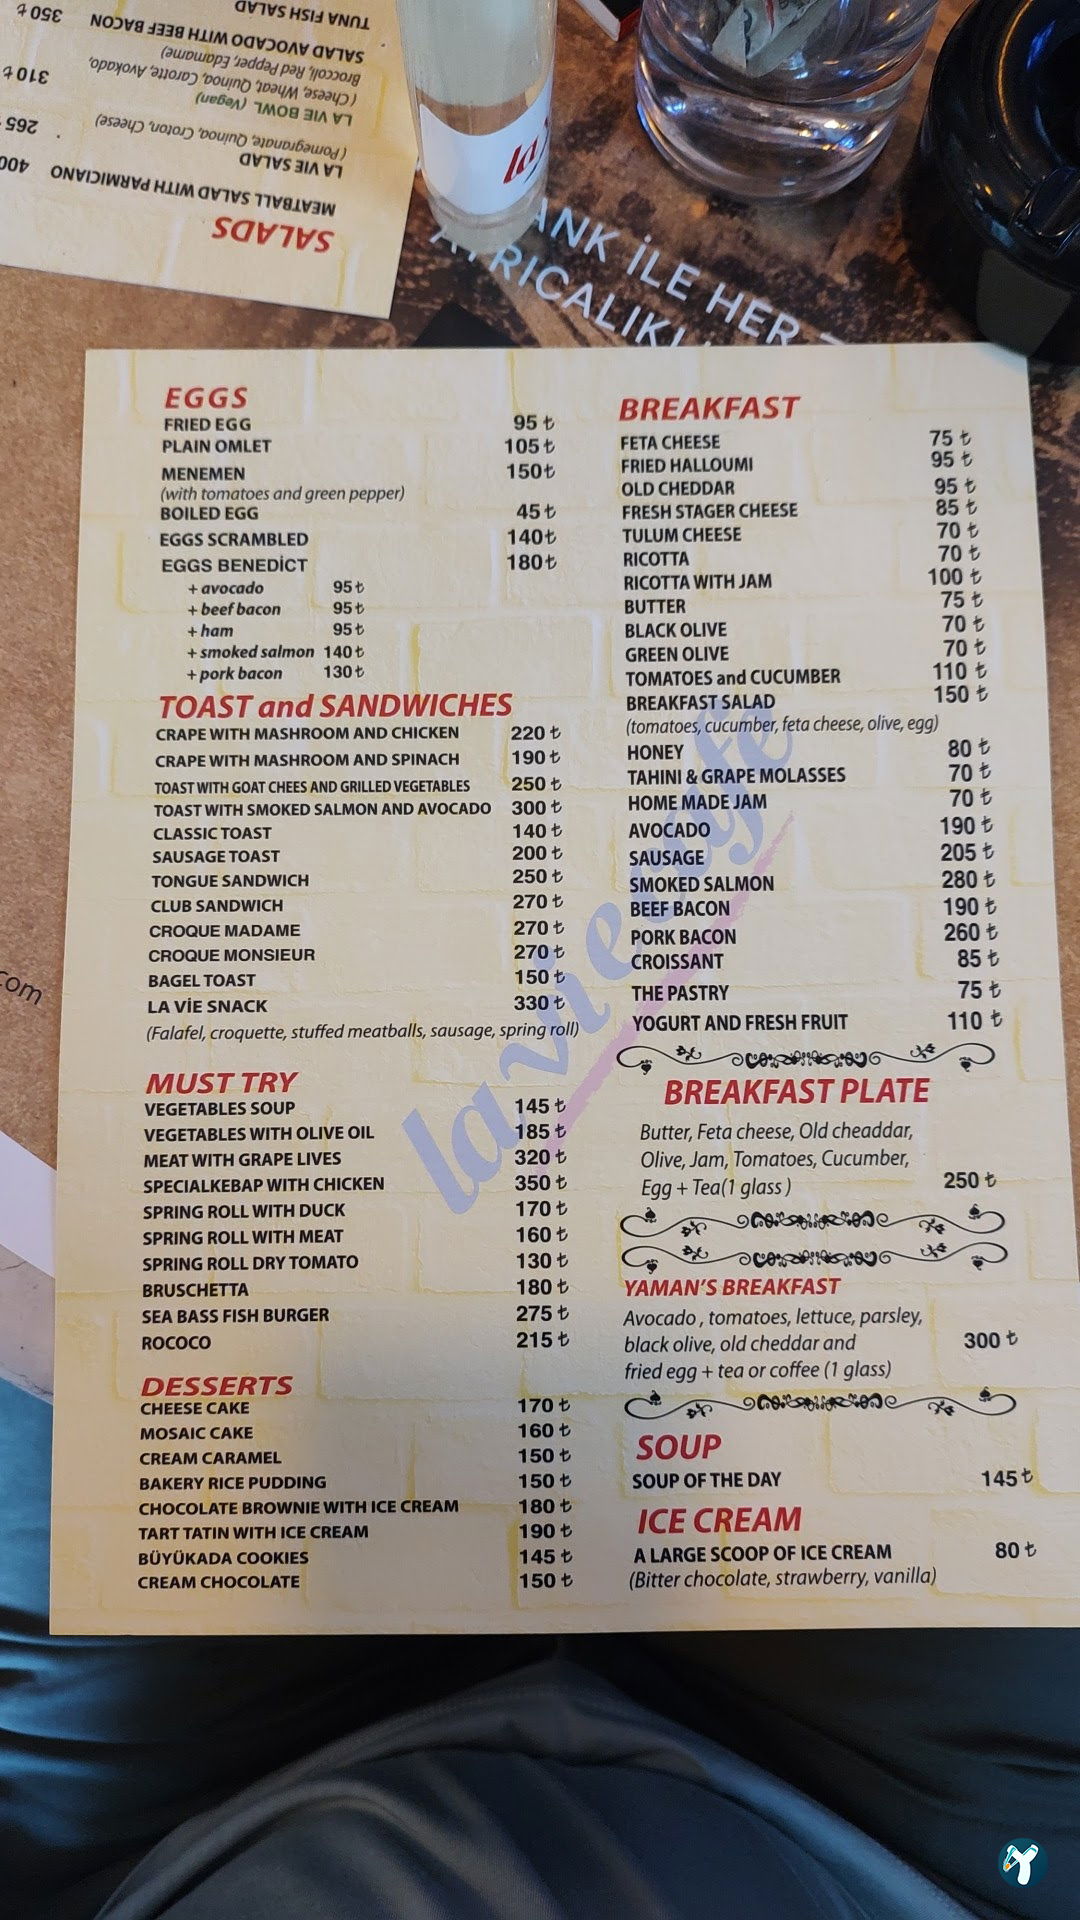 TUNA FISH SALAD
SALAD AVOCADO WITH BEEF BACON 350 ₺
Broccoli, Red Pepper, Edamame)
( Cheese, Wheat, Quinoa, Carotte, Avokado,
LA VIE BOWL (Vegan) 310 ₺
( Pomegranate, Quinoa, Croton, Cheese)
LA VIE SALAD 265
MEATBALL SALAD WITH PARMICIANO 400
SALADS
la
ANK İLE HER
AYRICALIKLI
.com
EGGS
FRIED EGG 95 ₺
PLAIN OMLET 105 ₺
MENEMEN 150 ₺
(with tomatoes and green pepper)
BOILED EGG 45 ₺
EGGS SCRAMBLED 140 ₺
EGGS BENEDİCT 180 ₺
+ avocado 95 ₺
+ beef bacon 95 ₺
+ ham 95 ₺
+ smoked salmon 140 ₺
+ pork bacon 130 ₺
TOAST and SANDWICHES
CRAPE WITH MASHROOM AND CHICKEN 220 ₺
CRAPE WITH MASHROOM AND SPINACH 190 ₺
TOAST WITH GOAT CHEES AND GRILLED VEGETABLES 250 ₺
TOAST WITH SMOKED SALMON AND AVOCADO 300 ₺
CLASSIC TOAST 140 ₺
SAUSAGE TOAST 200 ₺
TONGUE SANDWICH 250 ₺
CLUB SANDWICH 270 ₺
CROQUE MADAME 270 ₺
CROQUE MONSIEUR 270 ₺
BAGEL TOAST 150 ₺
LA VİE SNACK 330 ₺
(Falafel, croquette, stuffed meatballs, sausage, spring roll)
MUST TRY
VEGETABLES SOUP 145 ₺
VEGETABLES WITH OLIVE OIL 185 ₺
MEAT WITH GRAPE LIVES 320 ₺
SPECIALKEBAP WITH CHICKEN 350 ₺
SPRING ROLL WITH DUCK 170 ₺
SPRING ROLL WITH MEAT 160 ₺
SPRING ROLL DRY TOMATO 130 ₺
BRUSCHETTA 180 ₺
SEA BASS FISH BURGER 275 ₺
ROCOCO 215 ₺
DESSERTS
CHEESE CAKE 170 ₺
MOSAIC CAKE 160 ₺
CREAM CARAMEL 150 ₺
BAKERY RICE PUDDING 150 ₺
CHOCOLATE BROWNIE WITH ICE CREAM 180 ₺
TART TATIN WITH ICE CREAM 190 ₺
BÜYÜKADA COOKIES 145 ₺
CREAM CHOCOLATE 150 ₺
la vie cafe
BREAKFAST
FETA CHEESE 75 ₺
FRIED HALLOUMI 95 ₺
OLD CHEDDAR 95 ₺
FRESH STAGER CHEESE 85 ₺
TULUM CHEESE 70 ₺
RICOTTA 70 ₺
RICOTTA WITH JAM 100 ₺
BUTTER 75 ₺
BLACK OLIVE 70 ₺
GREEN OLIVE 70 ₺
TOMATOES and CUCUMBER 110 ₺
BREAKFAST SALAD 150 ₺
(tomatoes, cucumber, feta cheese, olive, egg)
HONEY 80 ₺
TAHINI & GRAPE MOLASSES 70 ₺
HOME MADE JAM 70 ₺
AVOCADO 190 ₺
SAUSAGE 205 ₺
SMOKED SALMON 280 ₺
BEEF BACON 190 ₺
PORK BACON 260 ₺
CROISSANT 85 ₺
THE PASTRY 75 ₺
YOGURT AND FRESH FRUIT 110 ₺
BREAKFAST PLATE
Butter, Feta cheese, Old cheaddar,
Olive, Jam, Tomatoes, Cucumber,
Egg + Tea(1 glass ) 250 ₺
YAMAN'S BREAKFAST
Avocado , tomatoes, lettuce, parsley,
black olive, old cheddar and 300 ₺
fried egg + tea or coffee (1 glass)
SOUP
SOUP OF THE DAY 145 ₺
ICE CREAM
A LARGE SCOOP OF ICE CREAM 80 ₺
(Bitter chocolate, strawberry, vanilla)